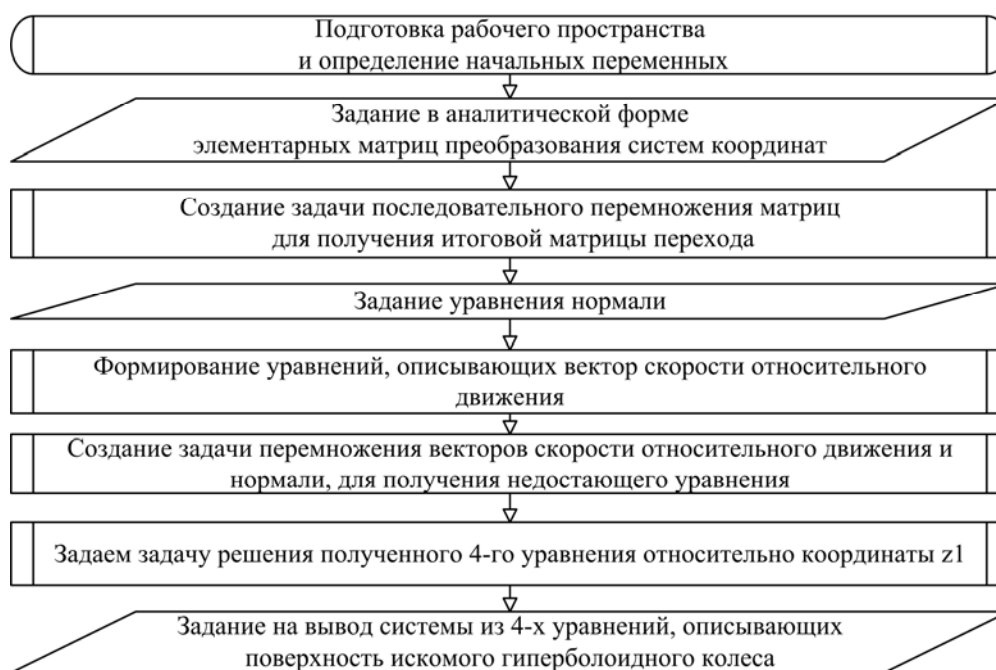 Подготовка рабочего пространства
и определение начальных переменных
Задание в аналитической форме
элементарных матриц преобразования систем координат
Создание задачи последовательного перемножения матриц
для получения итоговой матрицы перехода
Задание уравнения нормали
Формирование уравнений, описывающих вектор скорости относительного
движения
Создание задачи перемножения векторов скорости относительного движения и
нормали, для получения недостающего уравнения
Задаем задачу решения полученного 4-го уравнения относительно координаты z1
Задание на вывод системы из 4-х уравнений, описывающих
поверхность искомого гиперболоидного колеса